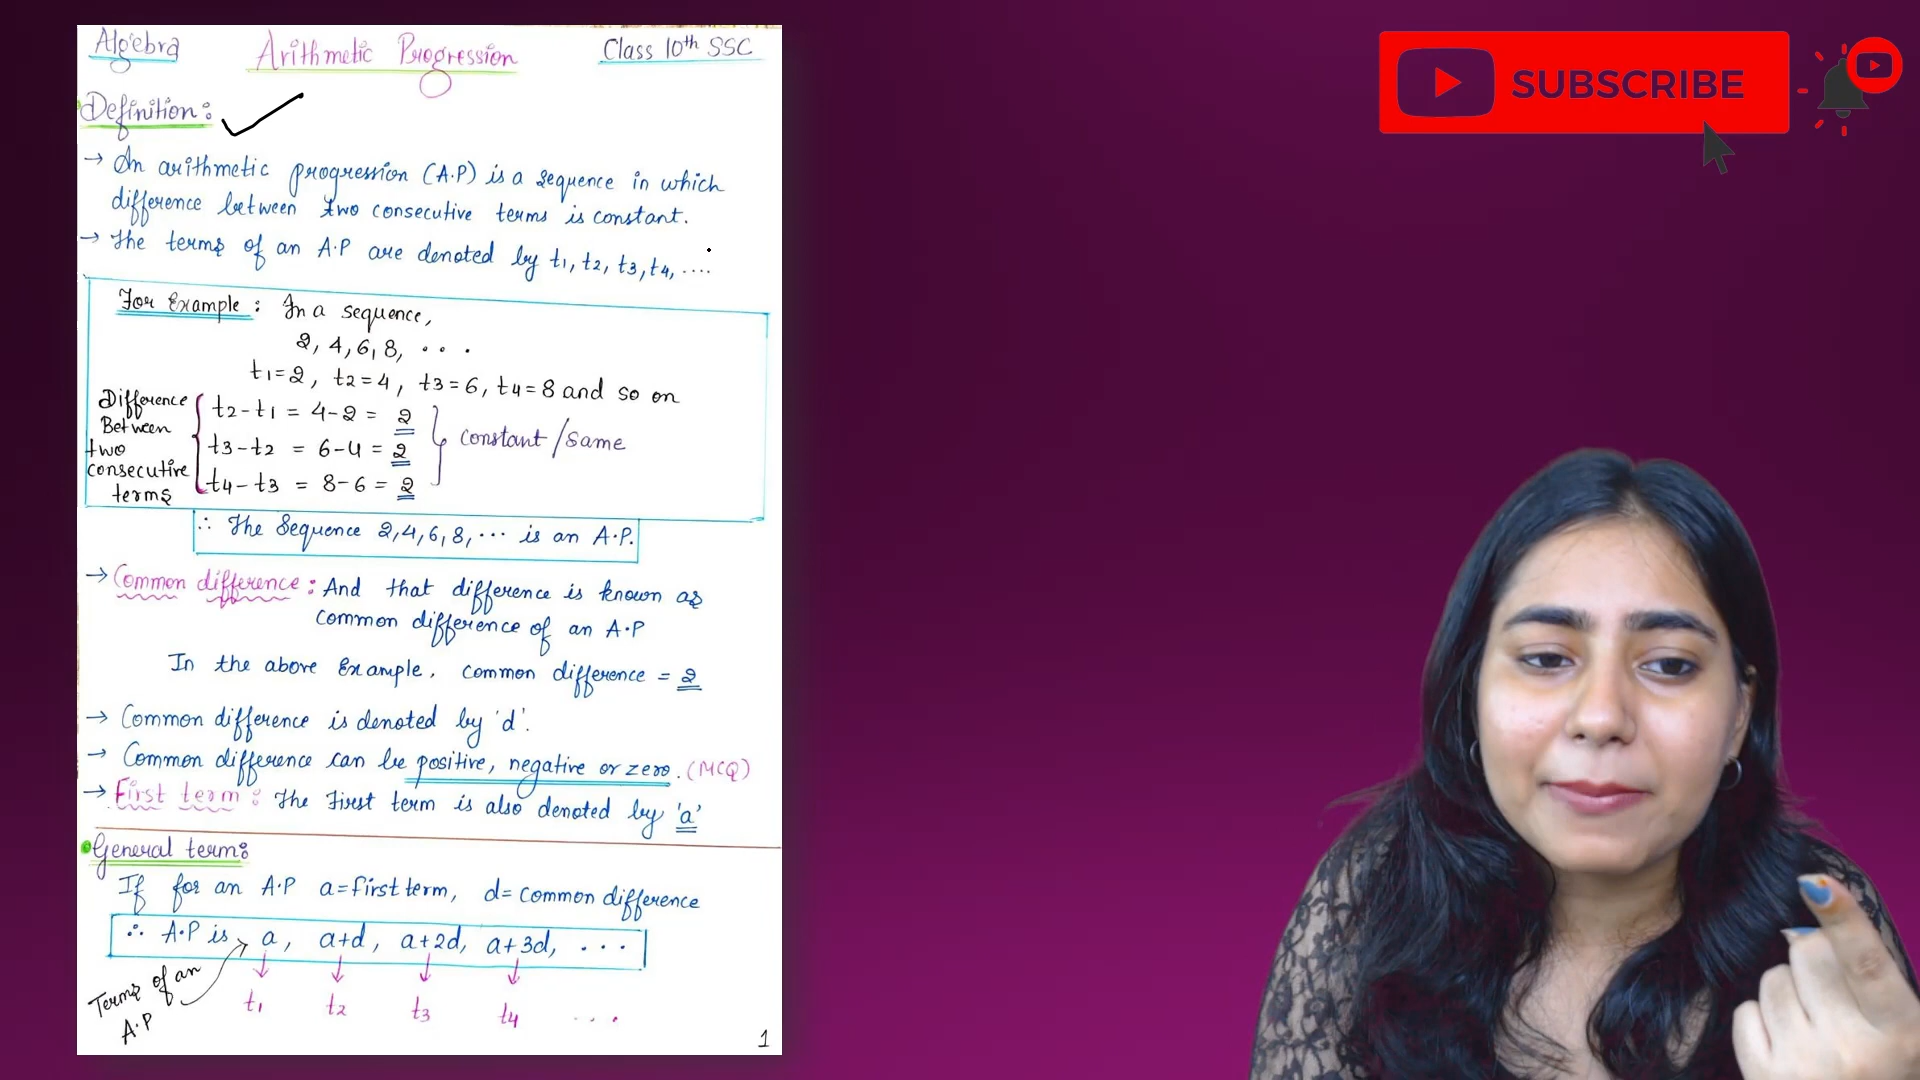 Algebra
Arithmetic Progression
Class 10th SSC
Definition:
→ An arithmetic progression (A.P) is a sequence in which
difference between two consecutive terms is constant.
→ The terms of an A.P are denoted by t1, t2, t3, t4, ....
For Example: In a sequence,
2, 4, 6, 8, ...
t1=2, t2=4, t3=6, t4=8 and so on
Difference
Between
two
consecutive
terms
t2-t1 = 4-2 = 2
t3-t2 = 6-4 = 2
t4-t3 = 8-6 = 2
constant/same
∴ The Sequence 2,4,6,8,... is an A.P.
→ Common difference: And that difference is known as
common difference of an A.P
In the above Example, common difference = 2
→ Common difference is denoted by 'd'.
→ Common difference can be positive, negative or zero. (MCQ)
→ First term: The First term is also denoted by 'a'
General term:
If for an A.P a=first term, d=common difference
∴ A.P is a, a+d, a+2d, a+3d, ...
Terms of an
A.P
t1 t2 t3 t4 ....
1
SUBSCRIBE